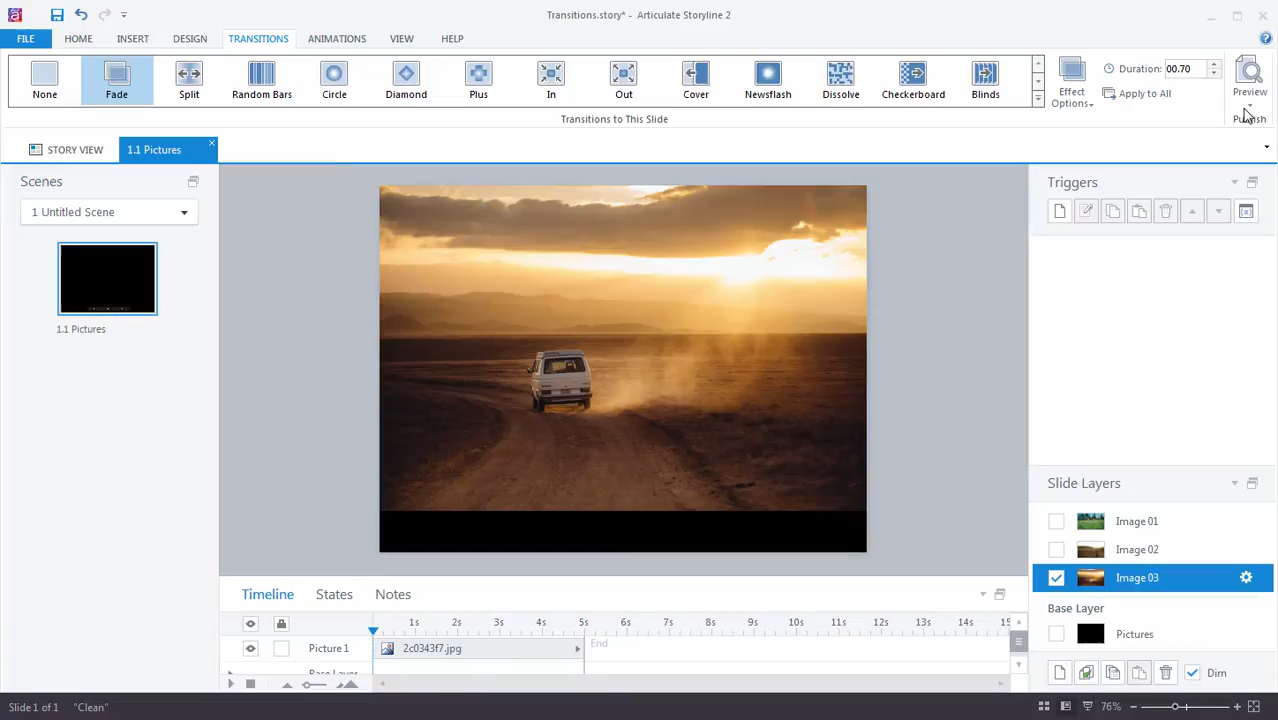 Transitions.story* - Articulate Storyline 2
FILE
HOME
INSERT
DESIGN
TRANSITIONS
ANIMATIONS
VIEW
HELP
None
Fade
Split
Random Bars
Circle
Diamond
Plus
In
Out
Cover
Newsflash
Dissolve
Checkerboard
Blinds
Effect
Options
Duration: 00.70
Apply to All
Preview
Transitions to This Slide
Publish
STORY VIEW
1.1 Pictures
Scenes
1 Untitled Scene
1.1 Pictures
Triggers
Slide Layers
Image 01
Image 02
Image 03
Base Layer
Pictures
Dim
Timeline
States
Notes
1s 2s 3s 4s 5s 6s 7s 8s 9s 10s 11s 12s 13s 14s 15
Picture 1
2c0343f7.jpg
End
Base Layer
Slide 1 of 1
"Clean"
76%